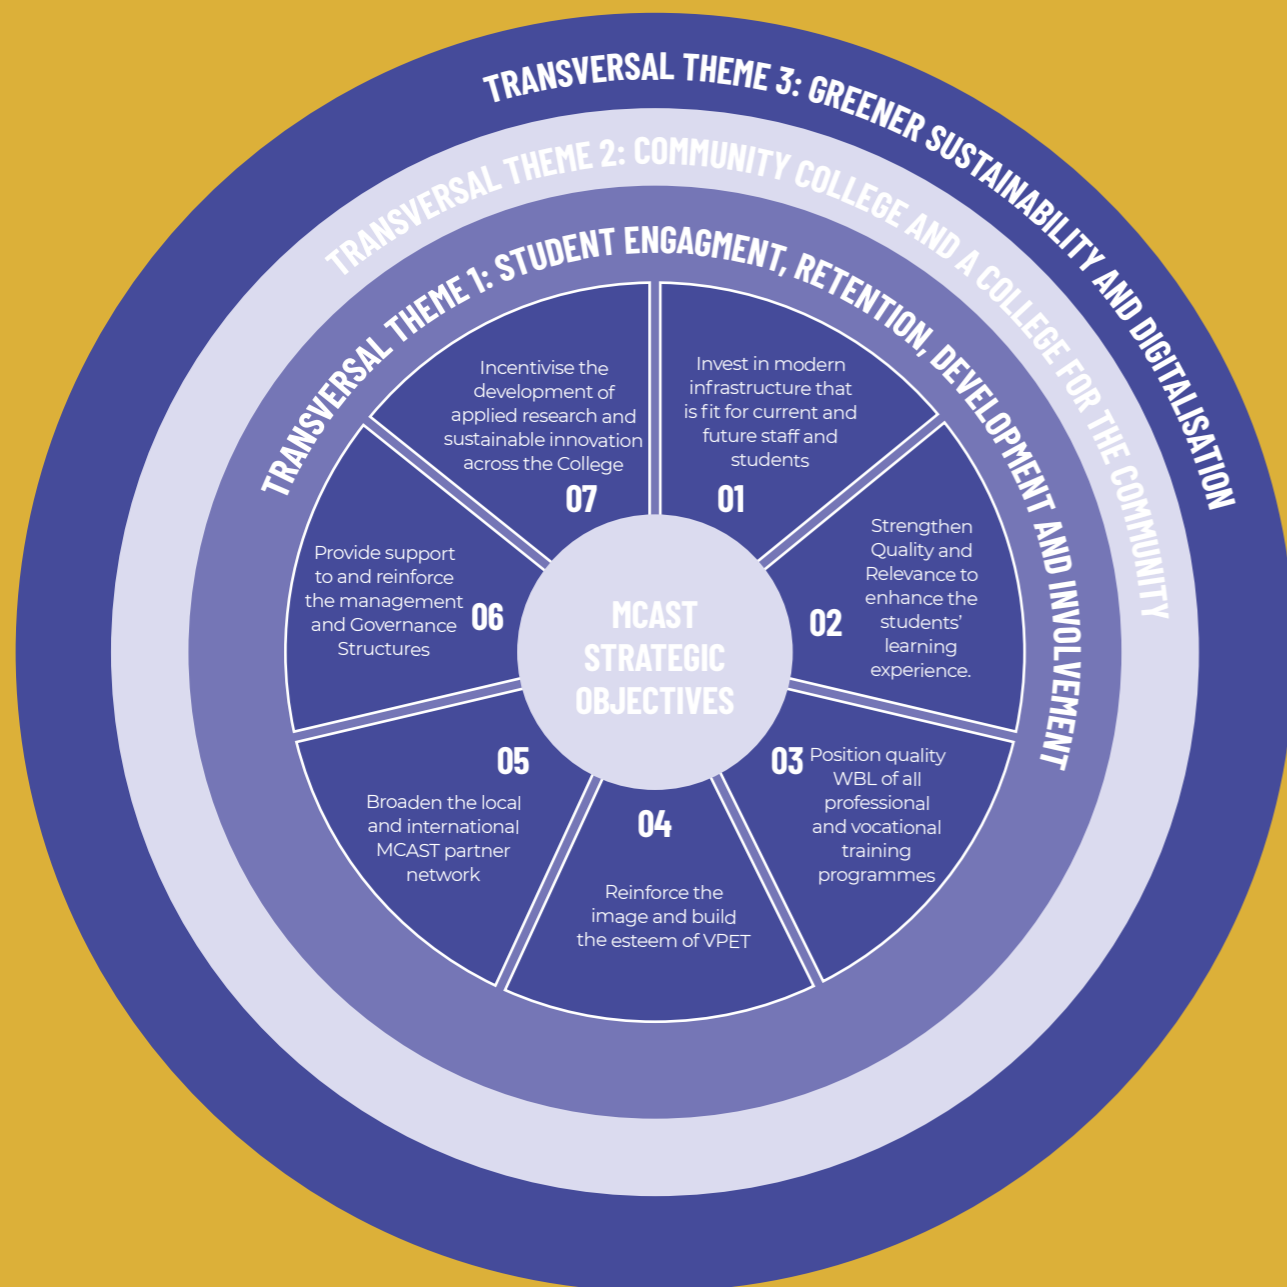 TRANSVERSAL THEME 3: GREENER SUSTAINABILITY AND DIGITALISATION
TRANSVERSAL THEME 2: COMMUNITY COLLEGE AND A COLLEGE FOR THE COMMUNITY
TRANSVERSAL THEME 1: STUDENT ENGAGMENT, RETENTION, DEVELOPMENT AND INVOLVEMENT
MCAST
STRATEGIC
OBJECTIVES
Invest in modern
infrastructure that
is fit for current and
future staff and
students
01
Strengthen
Quality and
Relevance to
enhance the
students’
learning
experience.
02
03
Position quality
WBL of all
professional
and vocational
training
programmes
04
Reinforce the
image and build
the esteem of VPET
05
Broaden the local
and international
MCAST partner
network
Provide support
to and reinforce
the management
and Governance
Structures
06
Incentivise the
development of
applied research and
sustainable innovation
across the College
07